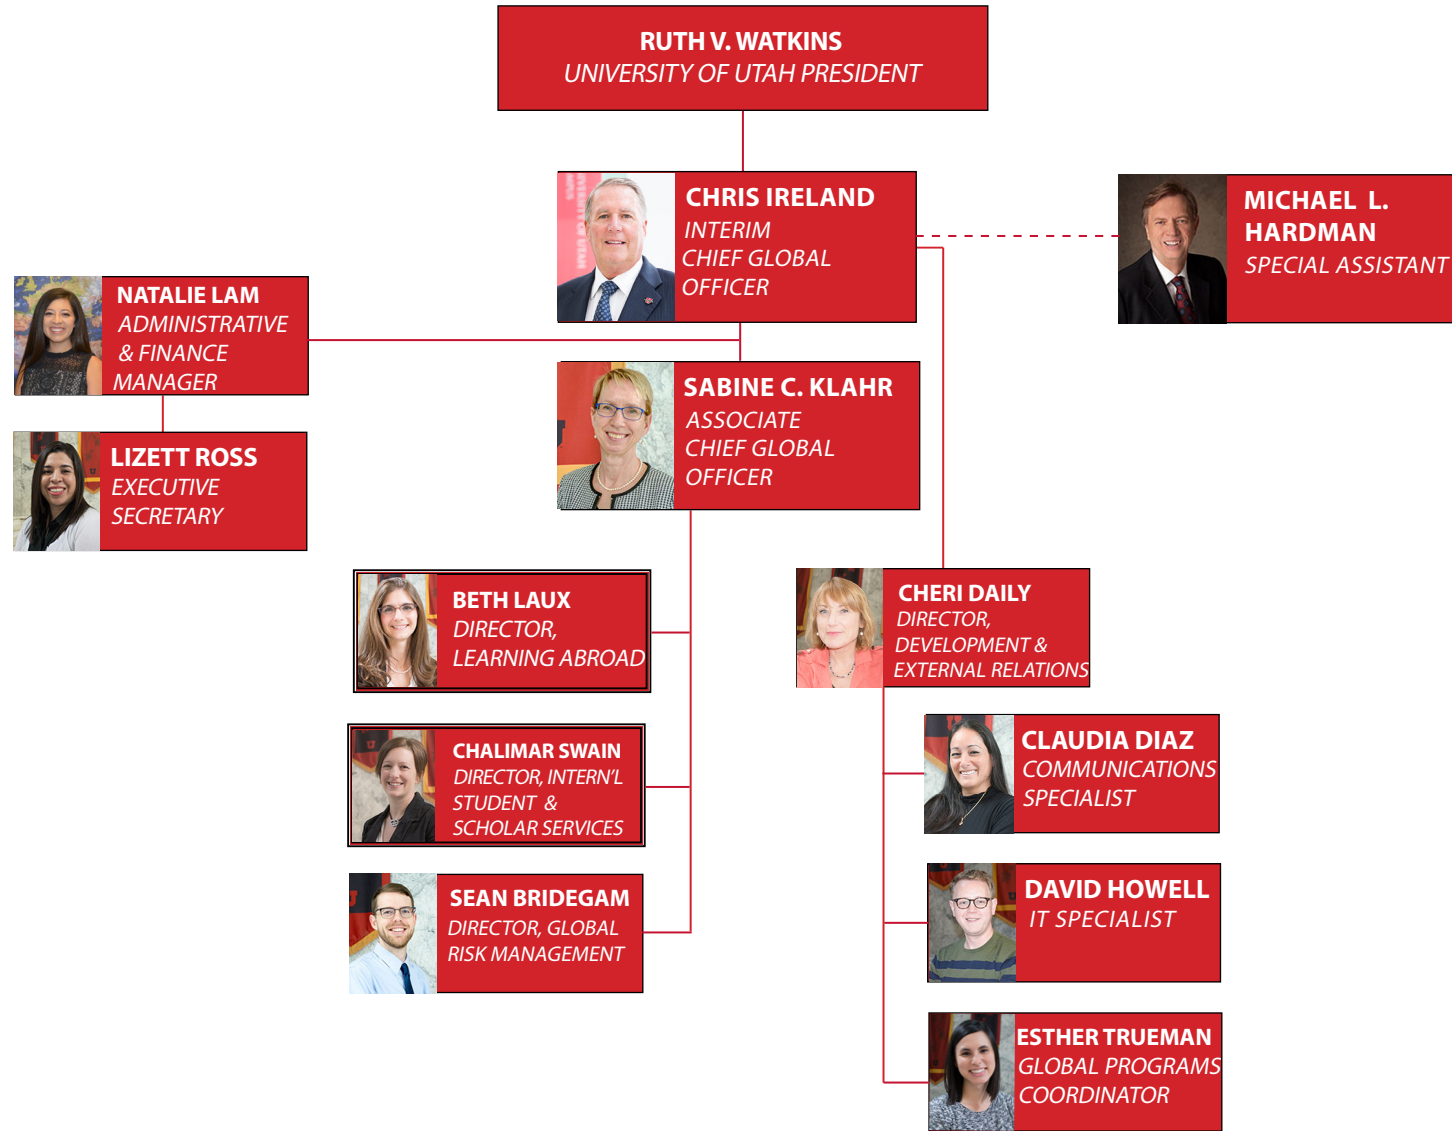 RUTH V. WATKINS
UNIVERSITY OF UTAH PRESIDENT
CHRIS IRELAND
INTERIM
CHIEF GLOBAL
OFFICER
MICHAEL L.
HARDMAN
SPECIAL ASSISTANT
NATALIE LAM
ADMINISTRATIVE
& FINANCE
MANAGER
LIZETT ROSS
EXECUTIVE
SECRETARY
SABINE C. KLAHR
ASSOCIATE
CHIEF GLOBAL
OFFICER
BETH LAUX
DIRECTOR,
LEARNING ABROAD
CHALIMAR SWAIN
DIRECTOR, INTERN'L
STUDENT &
SCHOLAR SERVICES
SEAN BRIDEGAM
DIRECTOR, GLOBAL
RISK MANAGEMENT
CHERI DAILY
DIRECTOR,
DEVELOPMENT &
EXTERNAL RELATIONS
CLAUDIA DIAZ
COMMUNICATIONS
SPECIALIST
DAVID HOWELL
IT SPECIALIST
ESTHER TRUEMAN
GLOBAL PROGRAMS
COORDINATOR